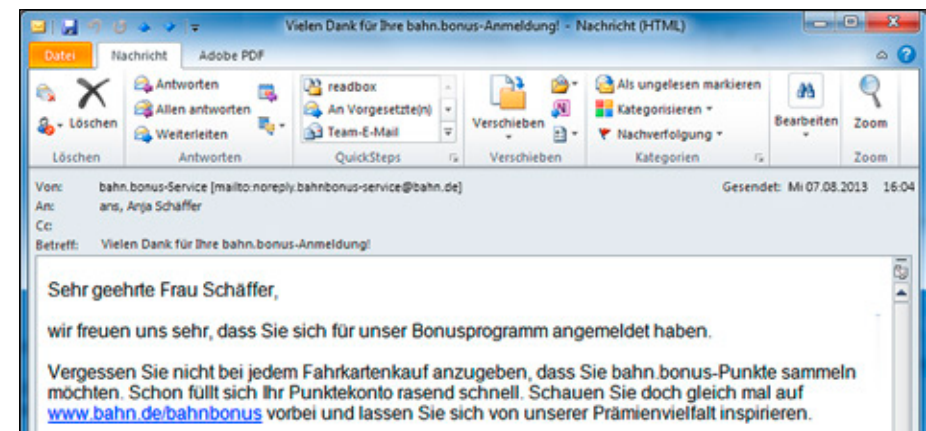 Vielen Dank für Ihre bahn.bonus-Anmeldung! - Nachricht (HTML)
Datei Nachricht Adobe PDF
Löschen
Antworten
Allen antworten
Weiterleiten
readbox
An Vorgesetzte(n)
Team-E-Mail
Verschieben
Als ungelesen markieren
Kategorisieren
Nachverfolgung
Bearbeiten
Zoom
Löschen Antworten QuickSteps Verschieben Kategorien Zoom
Von: bahn.bonus-Service [mailto:noreply.bahnbonus-service@bahn.de] Gesendet: Mi 07.08.2013 16:04
An: ans, Anja Schäffer
Cc:
Betreff: Vielen Dank für Ihre bahn.bonus-Anmeldung!
Sehr geehrte Frau Schäffer,
wir freuen uns sehr, dass Sie sich für unser Bonusprogramm angemeldet haben.
Vergessen Sie nicht bei jedem Fahrkartenkauf anzugeben, dass Sie bahn.bonus-Punkte sammeln
möchten. Schon füllt sich Ihr Punktekonto rasend schnell. Schauen Sie doch gleich mal auf
www.bahn.de/bahnbonus vorbei und lassen Sie sich von unserer Prämienvielfalt inspirieren.